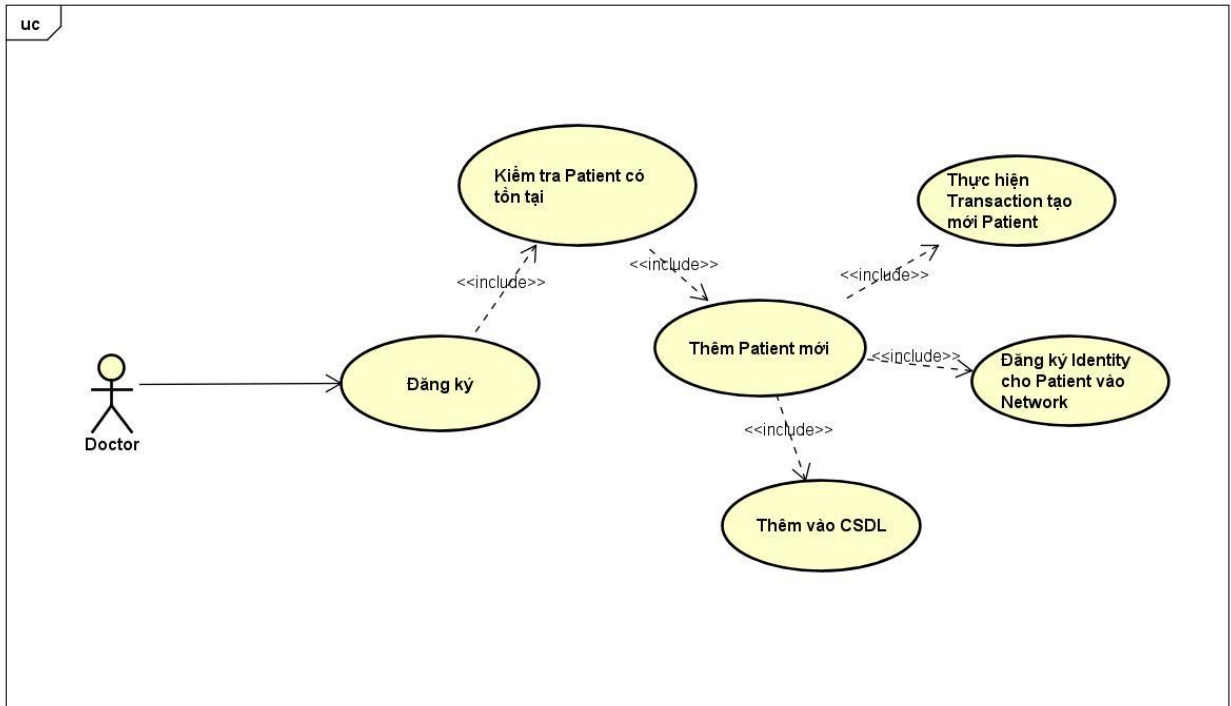 uc
Kiểm tra Patient có
tồn tại
Thực hiện
Transaction tạo
mới Patient
<<include>>
<<include>>
<<include>>
Thêm Patient mới
<<include>>
Đăng ký Identity
cho Patient vào
Network
Đăng ký
Doctor
<<include>>
Thêm vào CSDL